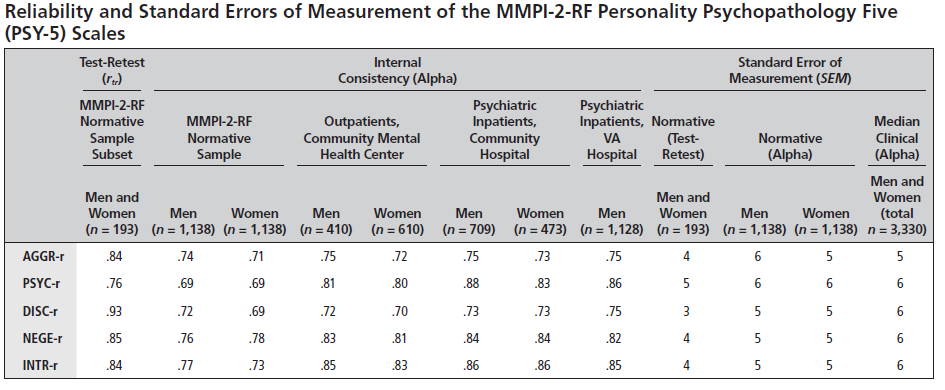 Reliability and Standard Errors of Measurement of the MMPI-2-RF Personality Psychopathology Five
(PSY-5) Scales
Test-Retest Internal Standard Error of
(rtr) Consistency (Alpha) Measurement (SEM)
MMPI-2-RF Psychiatric Psychiatric
Normative MMPI-2-RF Outpatients, Inpatients, Inpatients, Normative Median
Sample Normative Community Mental Community VA (Test- Normative Clinical
Subset Sample Health Center Hospital Hospital Retest) (Alpha) (Alpha)
Men and
Men and Men and Women
Women Men Women Men Women Men Women Men Women Men Women (total
(n = 193) (n = 1,138) (n = 1,138) (n = 410) (n = 610) (n = 709) (n = 473) (n = 1,128) (n = 193) (n = 1,138) (n = 1,138) n = 3,330)
AGGR-r .84 .74 .71 .75 .72 .75 .73 .75 4 6 5 5
PSYC-r .76 .69 .69 .81 .80 .88 .83 .86 5 6 6 6
DISC-r .93 .72 .69 .72 .70 .73 .73 .75 3 5 5 6
NEGE-r .85 .76 .78 .83 .81 .84 .84 .82 4 5 5 6
INTR-r .84 .77 .73 .85 .83 .86 .86 .85 4 5 5 6